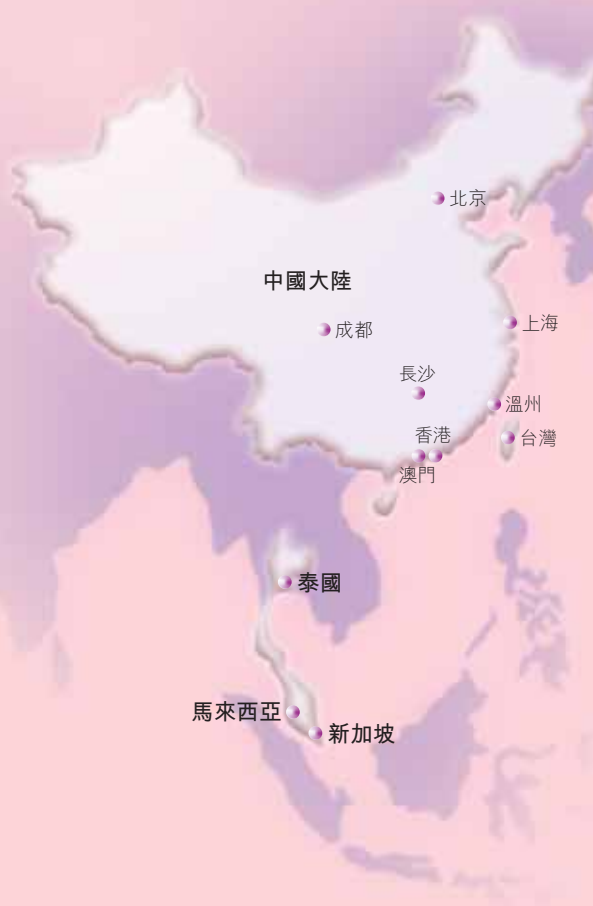 北京
中國大陸
上海
成都
長沙
溫州
香港
台灣
澳門
泰國
馬來西亞
新加坡